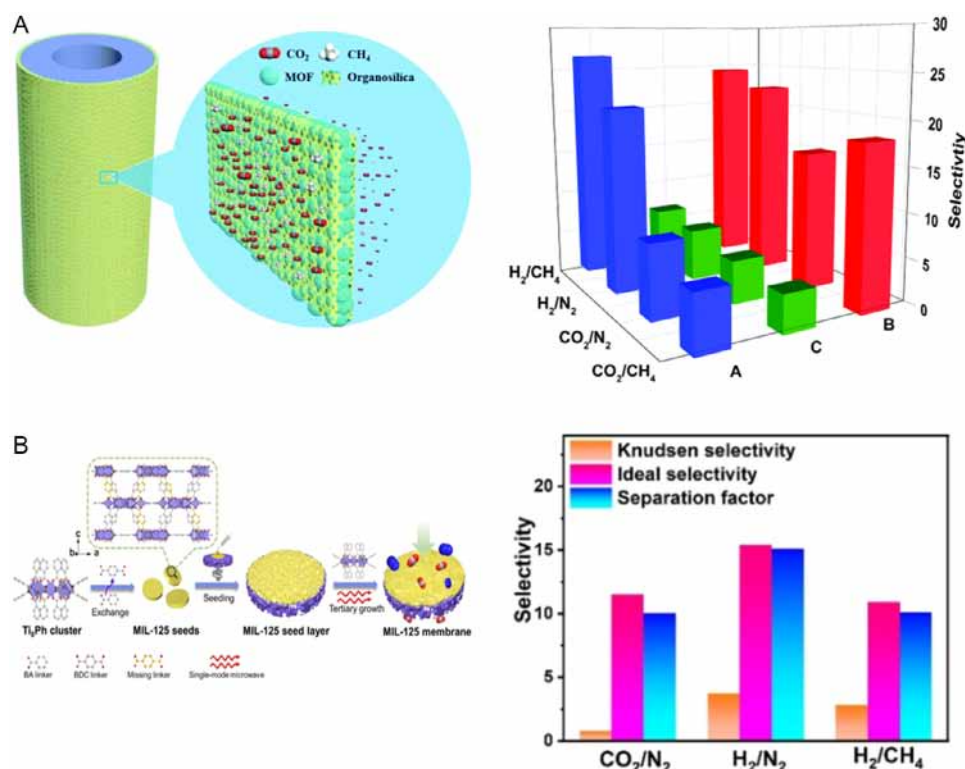 A
CO2 CH4
MOF Organosilica
30
25
20
15
10
5
0
Selectivtiy
H2/CH4
H2/N2
CO2/N2
CO2/CH4
A
C
B
B
c
b a
Exchange
Seeding
Tertiary growth
Ti8Ph cluster
MIL-125 seeds
MIL-125 seed layer
MIL-125 membrane
BA linker
BDC linker
Missing linker
Single-mode microwave
Knudsen selectivity
Ideal selectivity
Separation factor
Selectivity
20
15
10
5
0
CO2/N2
H2/N2
H2/CH4